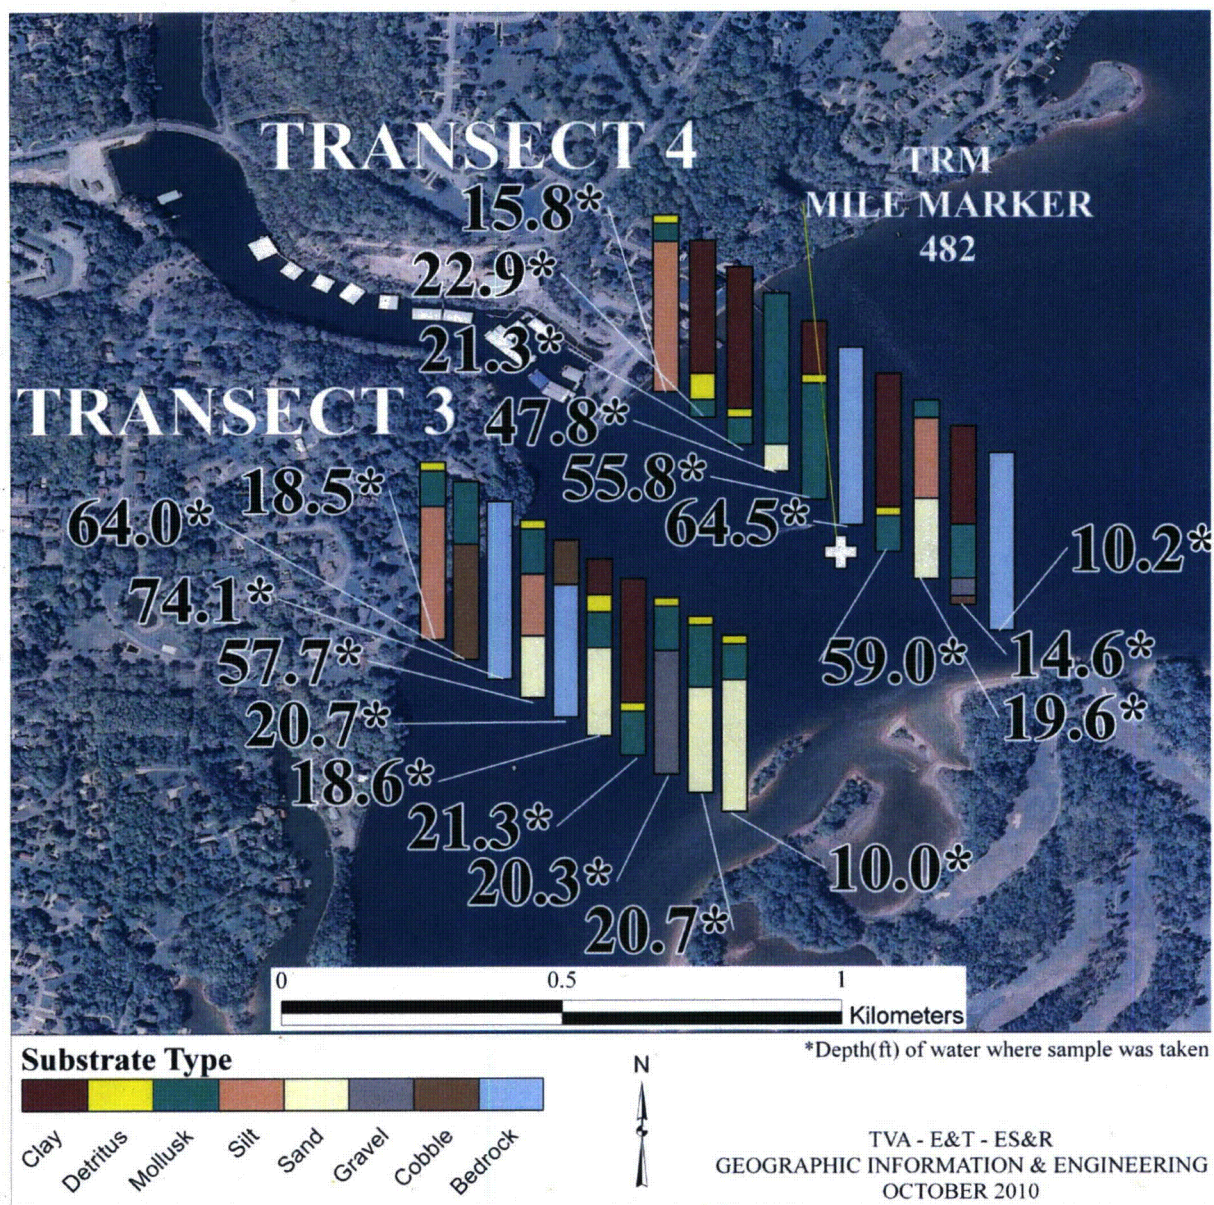 TRANSECT 4
15.8*
22.9*
21.3*
47.8*
55.8*
64.5*
TRM
MILE MARKER
482
10.2*
14.6*
19.6*
59.0*
TRANSECT 3
18.5*
64.0*
74.1*
57.7*
20.7*
18.6*
21.3*
20.3*
20.7*
10.0*
0 0.5 1
Kilometers
*Depth(ft) of water where sample was taken
Substrate Type
Clay
Detritus
Mollusk
Silt
Sand
Gravel
Cobble
Bedrock
N
TVA - E&T - ES&R
GEOGRAPHIC INFORMATION & ENGINEERING
OCTOBER 2010